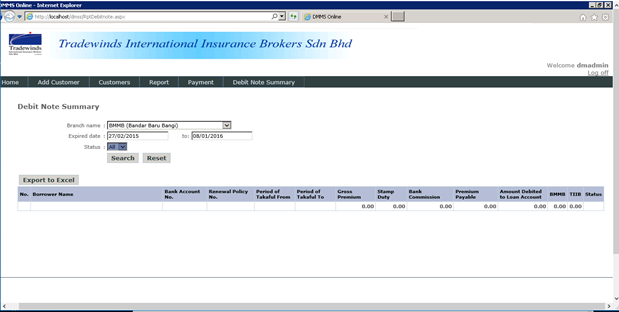 DMMS Online - Internet Explorer
http://localhost/dmss/RptDebtnote.aspx
DMMS Online
Tradewinds
Tradewinds International Insurance Brokers Sdn Bhd
Welcome dmadmin
Log off
Home Add Customer Customers Report Payment Debit Note Summary
Debit Note Summary
Branch name : BMMB (Bandar Baru Bangi)
Expired date : 27/02/2015 to: 08/01/2016
Status : All
Search Reset
Export to Excel
No. Borrower Name Bank Account No. Renewal Policy No. Period of Takaful From Period of Takaful To Gross Premium Stamp Duty Bank Commission Premium Payable Amount Debited to Loan Account BMMB TIIB Status
0.00 0.00 0.00 0.00 0.00 0.00 0.00